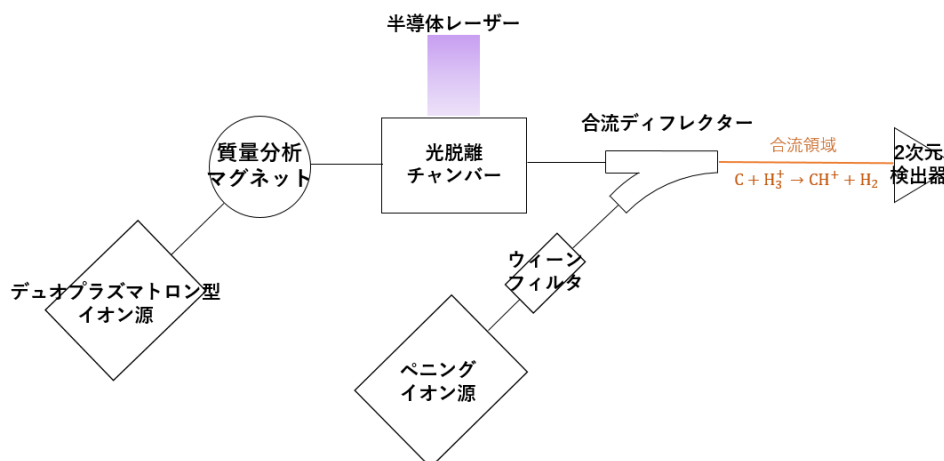 半導体レーザー
質量分析
マグネット
光脱離
チャンバー
合流ディフレクター
合流領域
C + H₃⁺ → CH⁺ + H₂
2次元
検出器
デュオプラズマトロン型
イオン源
ウィーン
フィルタ
ペニング
イオン源